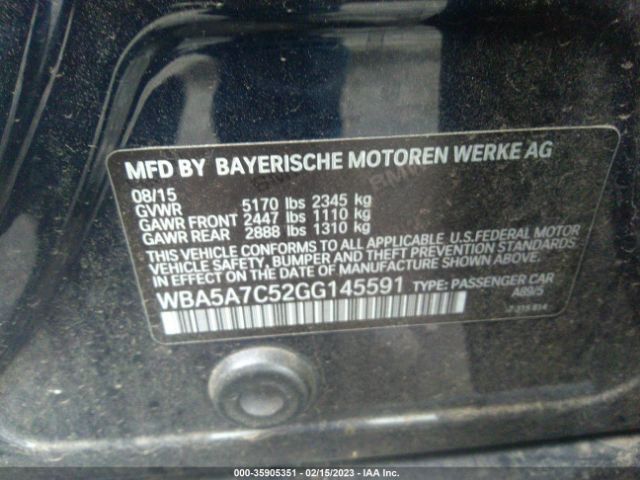 MFD BY BAYERISCHE MOTOREN WERKE AG
08/15
GVWR 5170 lbs 2345 kg
GAWR FRONT 2447 lbs 1110 kg
GAWR REAR 2888 lbs 1310 kg
THIS VEHICLE CONFORMS TO ALL APPLICABLE U.S.FEDERAL MOTOR
VEHICLE SAFETY, BUMPER AND THEFT PREVENTION STANDARDS
IN EFFECT ON THE DATE OF MANUFACTURE SHOWN ABOVE.
WBA5A7C52GG145591 TYPE: PASSENGER CAR
A89/5
000-35905351 - 02/15/2023 - IAA Inc.